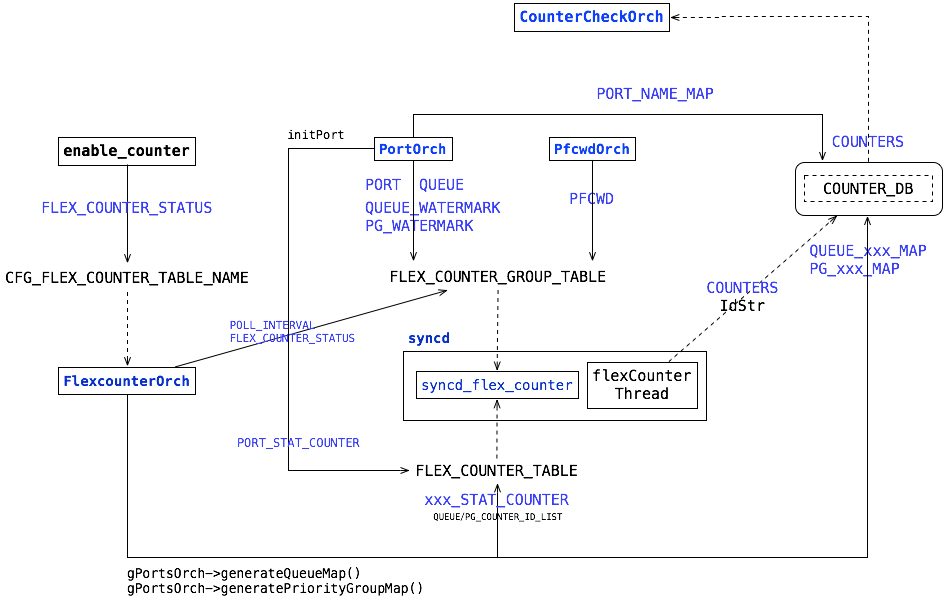 CounterCheckOrch
PORT_NAME_MAP
initPort
enable_counter
PortOrch
PfcwdOrch
COUNTERS
PORT QUEUE
QUEUE_WATERMARK
PG_WATERMARK
PFCWD
COUNTER_DB
FLEX_COUNTER_STATUS
CFG_FLEX_COUNTER_TABLE_NAME
FLEX_COUNTER_GROUP_TABLE
QUEUE_xxx_MAP
PG_xxx_MAP
COUNTERS
IdStr
POLL_INTERVAL
FLEX_COUNTER_STATUS
syncd
FlexcounterOrch
syncd_flex_counter
flexCounter
Thread
PORT_STAT_COUNTER
FLEX_COUNTER_TABLE
xxx_STAT_COUNTER
QUEUE/PG_COUNTER_ID_LIST
gPortsOrch->generateQueueMap()
gPortsOrch->generatePriorityGroupMap()